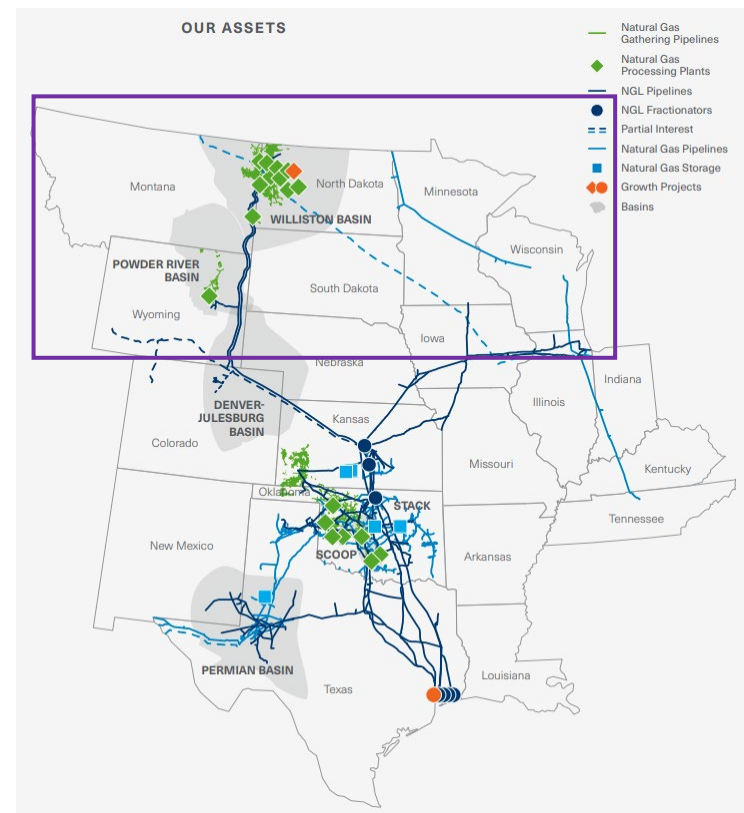 OUR ASSETS
Natural Gas
Gathering Pipelines
Natural Gas
Processing Plants
NGL Pipelines
NGL Fractionators
Partial Interest
Natural Gas Pipelines
Natural Gas Storage
Growth Projects
Basins
Montana
North Dakota
Minnesota
WILLISTON BASIN
Wisconsin
POWDER RIVER
BASIN
South Dakota
Wyoming
Iowa
Nebraska
Indiana
DENVER-
JULESBURG
BASIN
Illinois
Kansas
Colorado
Missouri
Kentucky
Oklahoma
STACK
Tennessee
New Mexico
SCOOP
Arkansas
PERMIAN BASIN
Texas
Louisiana